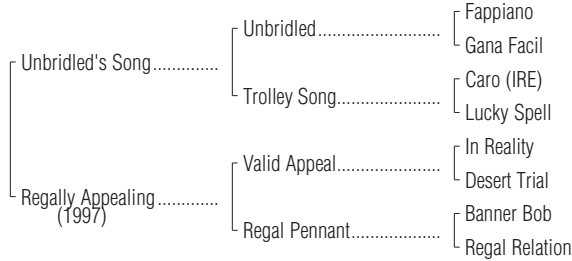 Fappiano
Unbridled
Gana Facil
Unbridled's Song
Caro (IRE)
Trolley Song
Lucky Spell
In Reality
Valid Appeal
Desert Trial
Regally Appealing
(1997)
Banner Bob
Regal Pennant
Regal Relation